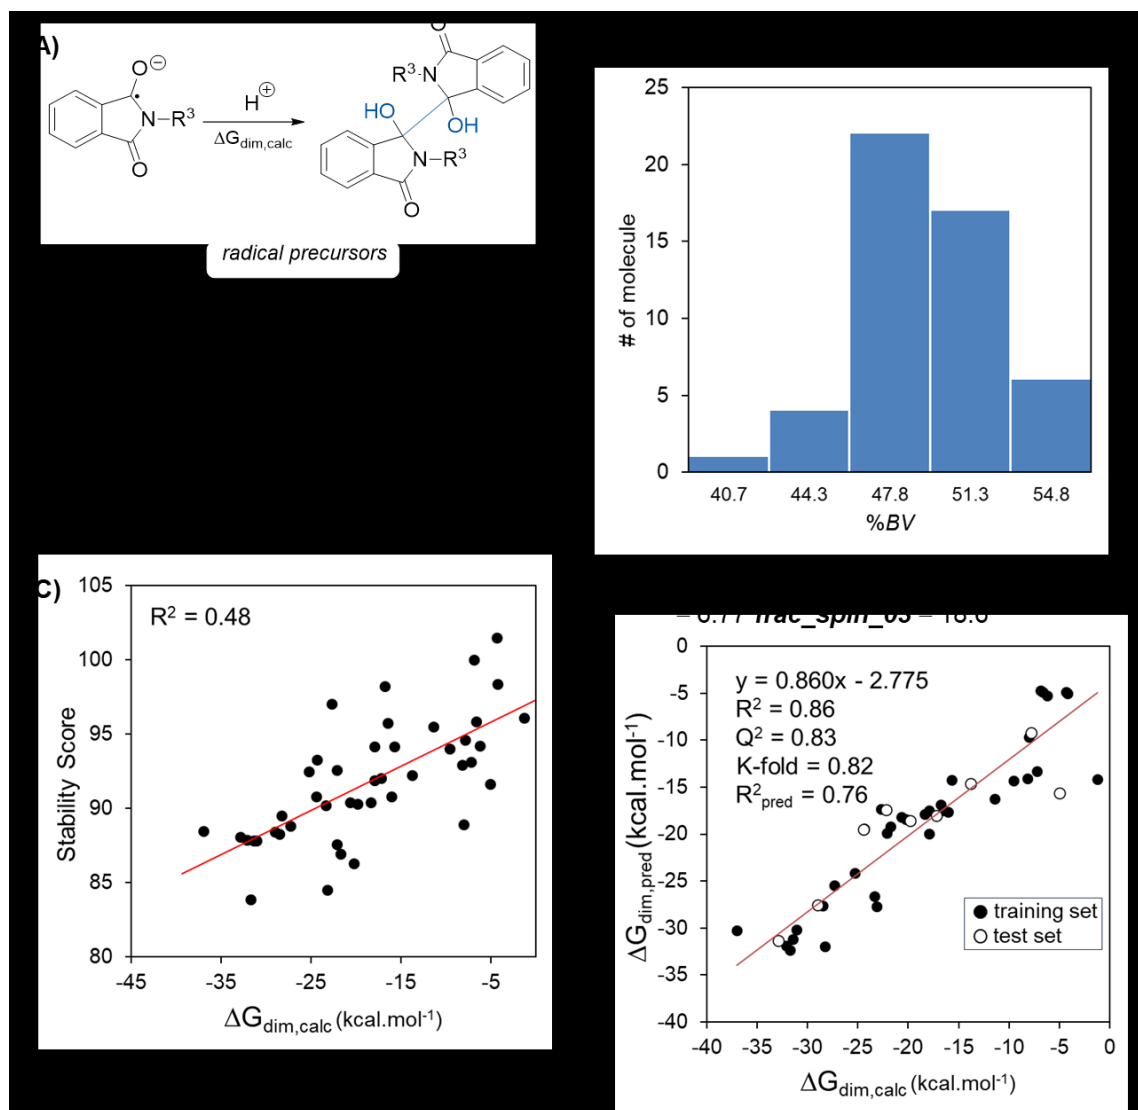 A)
O
O⊖
R³ N
H⊕
HO
N–R³
OH
ΔG dim,calc
O
N–R³
O
radical precursors
25
20
15
10
5
0
# of molecule
40.7 44.3 47.8 51.3 54.8
%BV
C)
105
100
95
90
85
80
R² = 0.48
Stability Score
-45 -35 -25 -15 -5
ΔGdim,calc (kcal.mol⁻¹)
0
-5
-10
-15
-20
-25
-30
-35
-40
y = 0.860x - 2.775
R² = 0.86
Q² = 0.83
K-fold = 0.82
R²pred = 0.76
ΔGdim,pred (kcal.mol⁻¹)
training set
test set
-40 -35 -30 -25 -20 -15 -10 -5 0
ΔGdim,calc (kcal.mol⁻¹)